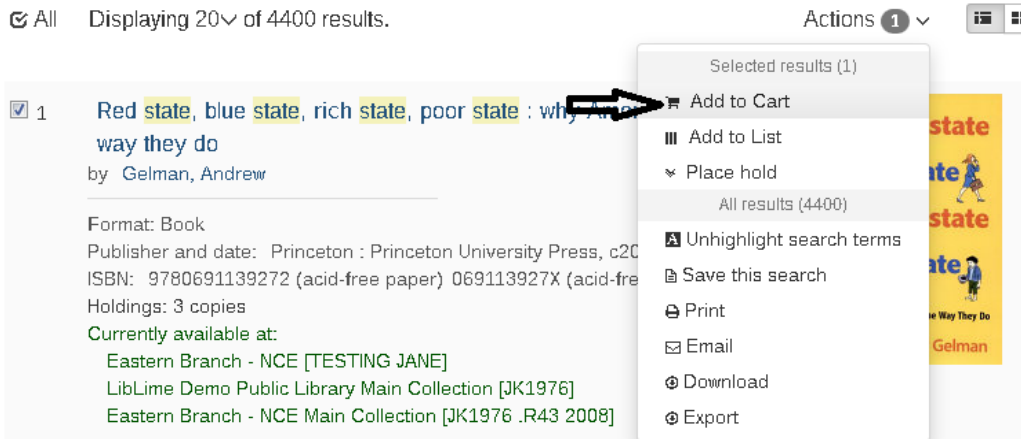 All Displaying 20 of 4400 results. Actions 1
Selected results (1)
Add to Cart
Add to List
Place hold
All results (4400)
Unhighlight search terms
Save this search
Print
Email
Download
Export
1 Red state, blue state, rich state, poor state : why
way they do
by Gelman, Andrew
Format: Book
Publisher and date: Princeton : Princeton University Press, c20
ISBN: 9780691139272 (acid-free paper) 069113927X (acid-fre
Holdings: 3 copies
Currently available at:
Eastern Branch - NCE [TESTING JANE]
LibLime Demo Public Library Main Collection [JK1976]
Eastern Branch - NCE Main Collection [JK1976 .R43 2008]
state
ate
state
ate
e Way They Do
Gelman